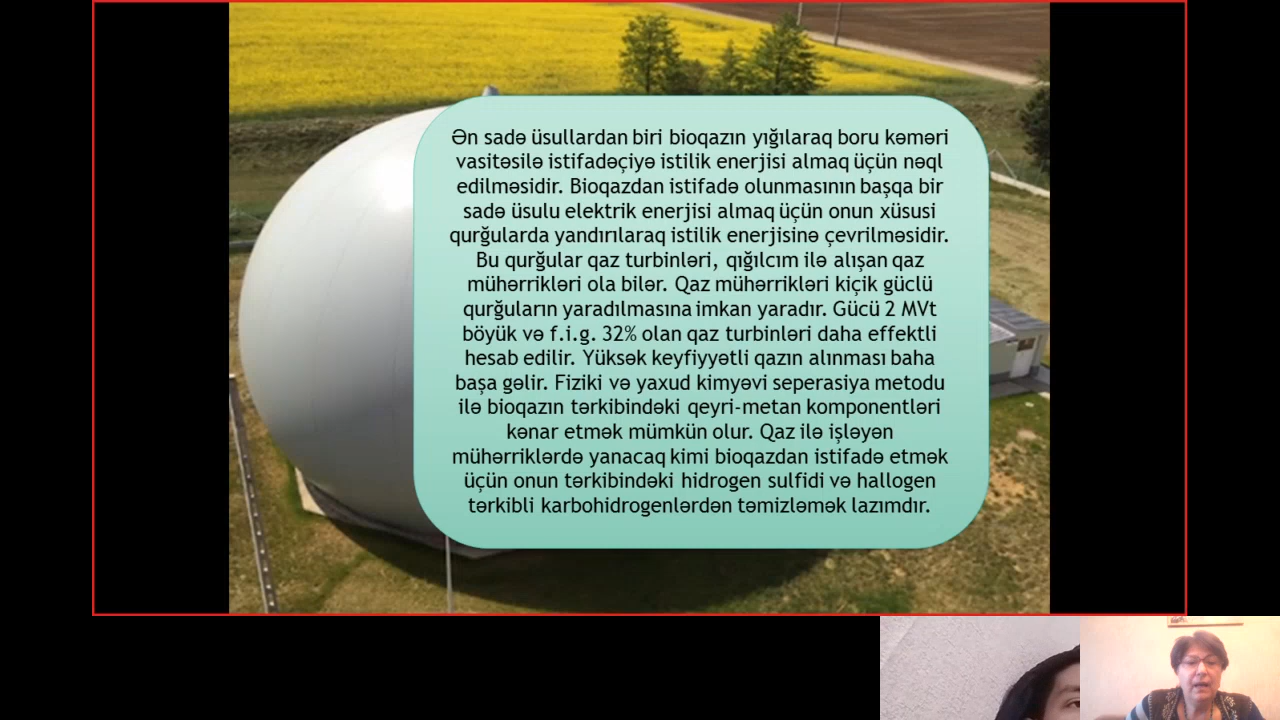 Ən sadə üsullardan biri bioqazın yığılaraq boru kəməri
vasitəsilə istifadəçiyə istilik enerjisi almaq üçün nəql
edilməsidir. Bioqazdan istifadə olunmasının başqa bir
sadə üsulu elektrik enerjisi almaq üçün onun xüsusi
qurğularda yandırılaraq istilik enerjisinə çevrilməsidir.
Bu qurğular qaz turbinləri, qığılcım ilə alışan qaz
mühərrikləri ola bilər. Qaz mühərrikləri kiçik güclü
qurğuların yaradılmasına imkan yaradır. Gücü 2 MVt
böyük və f.i.g. 32% olan qaz turbinləri daha effektli
hesab edilir. Yüksək keyfiyyətli qazın alınması baha
başa gəlir. Fiziki və yaxud kimyəvi seperasiya metodu
ilə bioqazın tərkibindəki qeyri-metan komponentləri
kənar etmək mümkün olur. Qaz ilə işləyən
mühərriklərdə yanacaq kimi bioqazdan istifadə etmək
üçün onun tərkibindəki hidrogen sulfidi və hallogen
tərkibli karbohidrogenlərdən təmizləmək lazımdır.